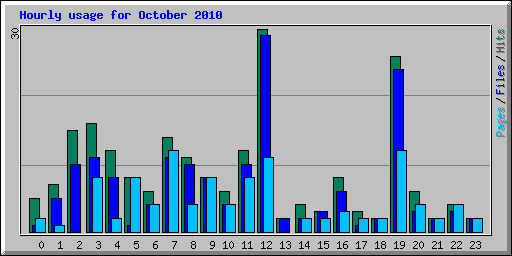 Hourly usage for October 2010
30
Pages/Files/Hits
0 1 2 3 4 5 6 7 8 9 10 11 12 13 14 15 16 17 18 19 20 21 22 23